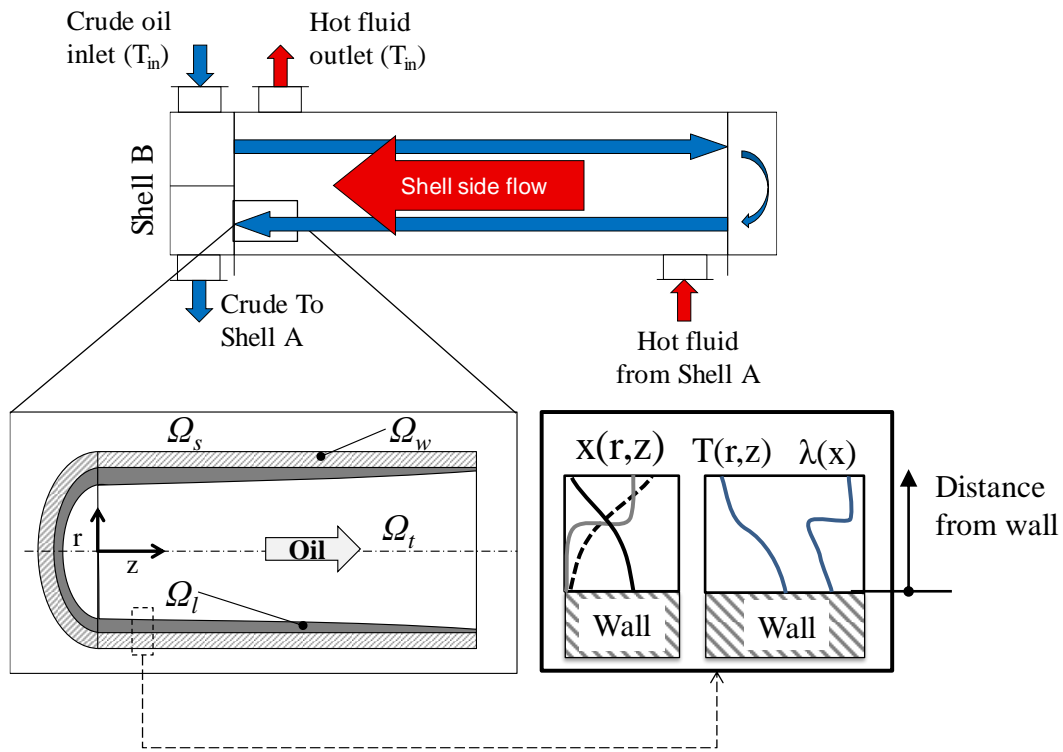 Crude oil
inlet (Tin)
Hot fluid
outlet (Tin)
Shell B
Shell side flow
Crude To
Shell A
Hot fluid
from Shell A
Ωs
Ωw
r
z
Oil
Ωt
Ωl
x(r,z)
T(r,z)
λ(x)
Wall
Wall
Distance
from wall